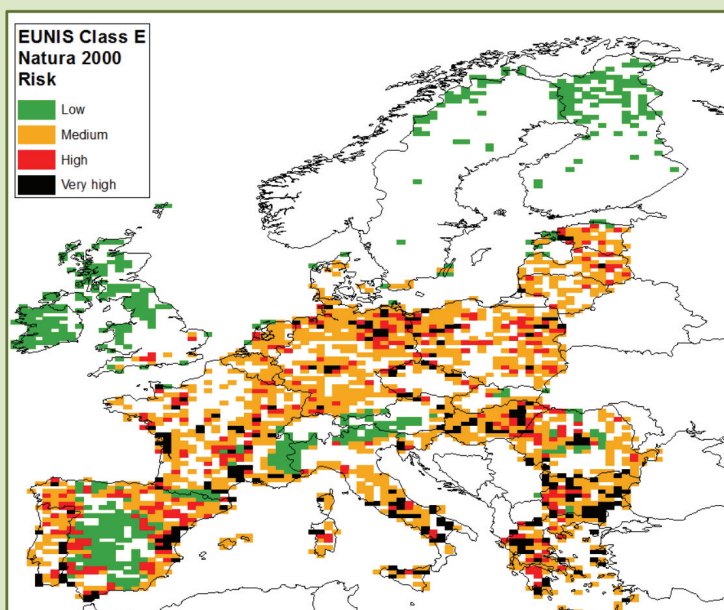 EUNIS Class E
Natura 2000
Risk
Low
Medium
High
Very high